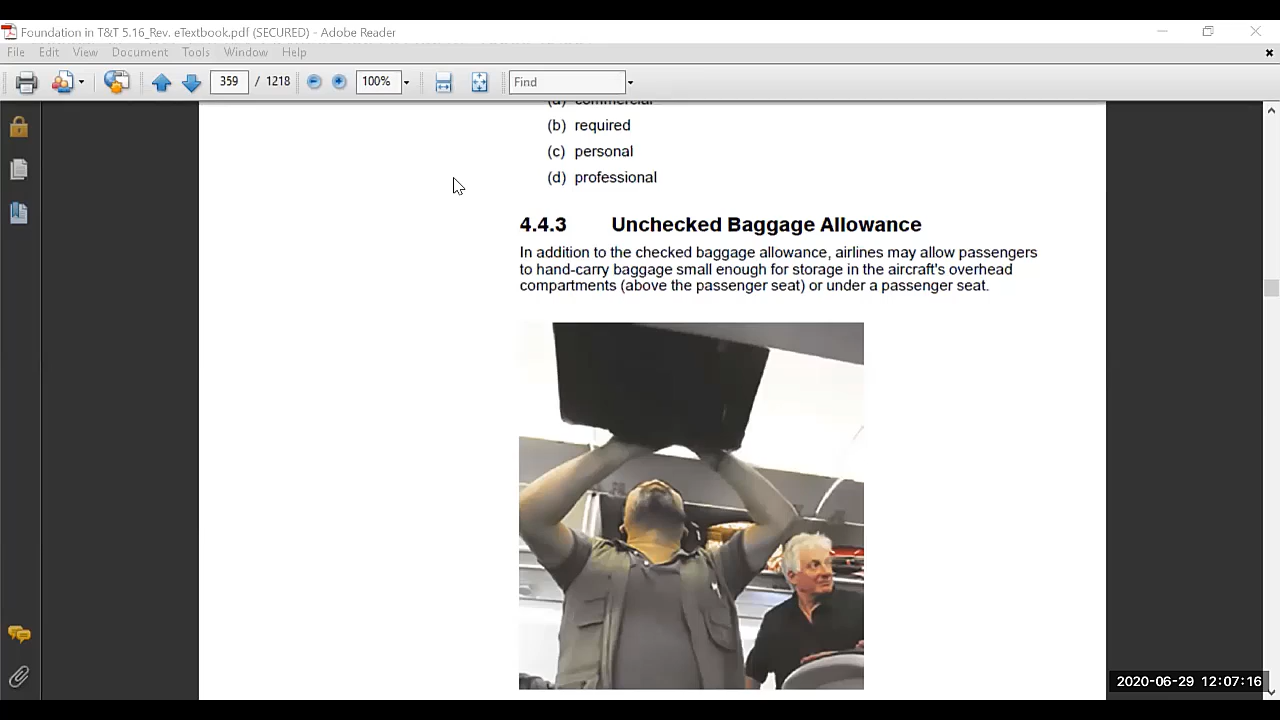 Foundation in T&T 5.16_Rev. eTextbook.pdf (SECURED) - Adobe Reader
File Edit View Document Tools Window Help
359 / 1218 100% Find
(b) required
(c) personal
(d) professional
4.4.3 Unchecked Baggage Allowance
In addition to the checked baggage allowance, airlines may allow passengers
to hand-carry baggage small enough for storage in the aircraft's overhead
compartments (above the passenger seat) or under a passenger seat.
2020-06-29 12:07:16